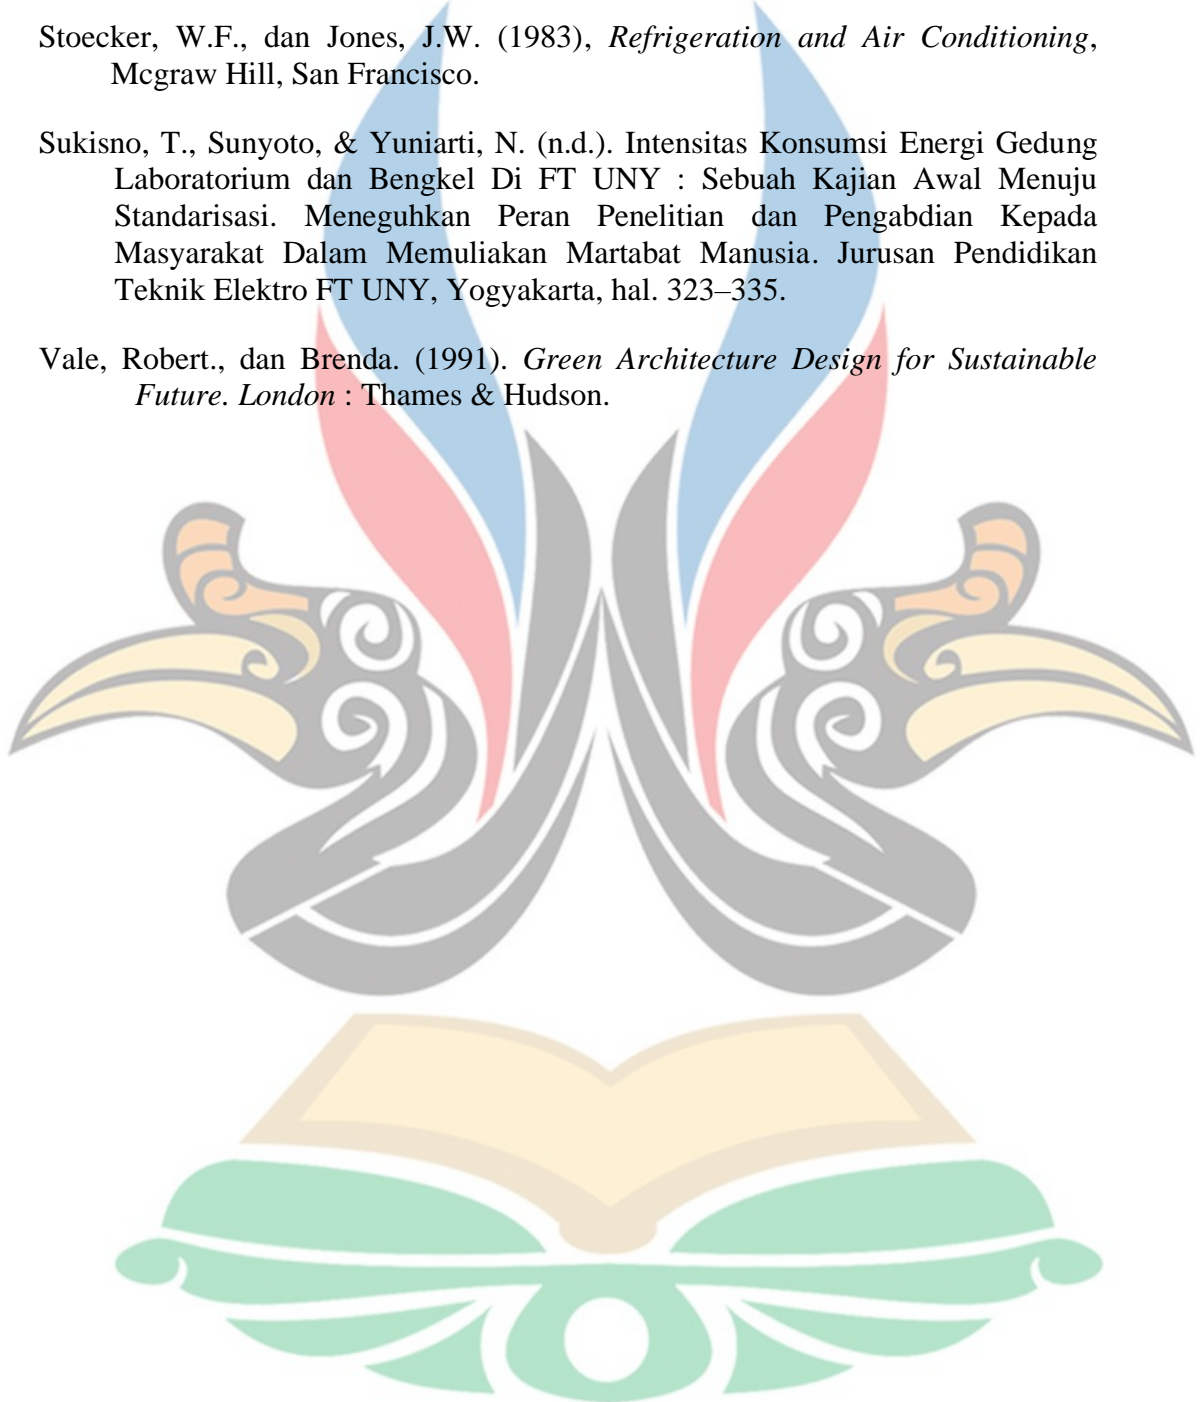 Stoecker, W.F., dan Jones, J.W. (1983), Refrigeration and Air Conditioning,
Mcgraw Hill, San Francisco.
Sukisno, T., Sunyoto, & Yuniarti, N. (n.d.). Intensitas Konsumsi Energi Gedung
Laboratorium dan Bengkel Di FT UNY : Sebuah Kajian Awal Menuju
Standarisasi. Meneguhkan Peran Penelitian dan Pengabdian Kepada
Masyarakat Dalam Memuliakan Martabat Manusia. Jurusan Pendidikan
Teknik Elektro FT UNY, Yogyakarta, hal. 323–335.
Vale, Robert., dan Brenda. (1991). Green Architecture Design for Sustainable
Future. London : Thames & Hudson.